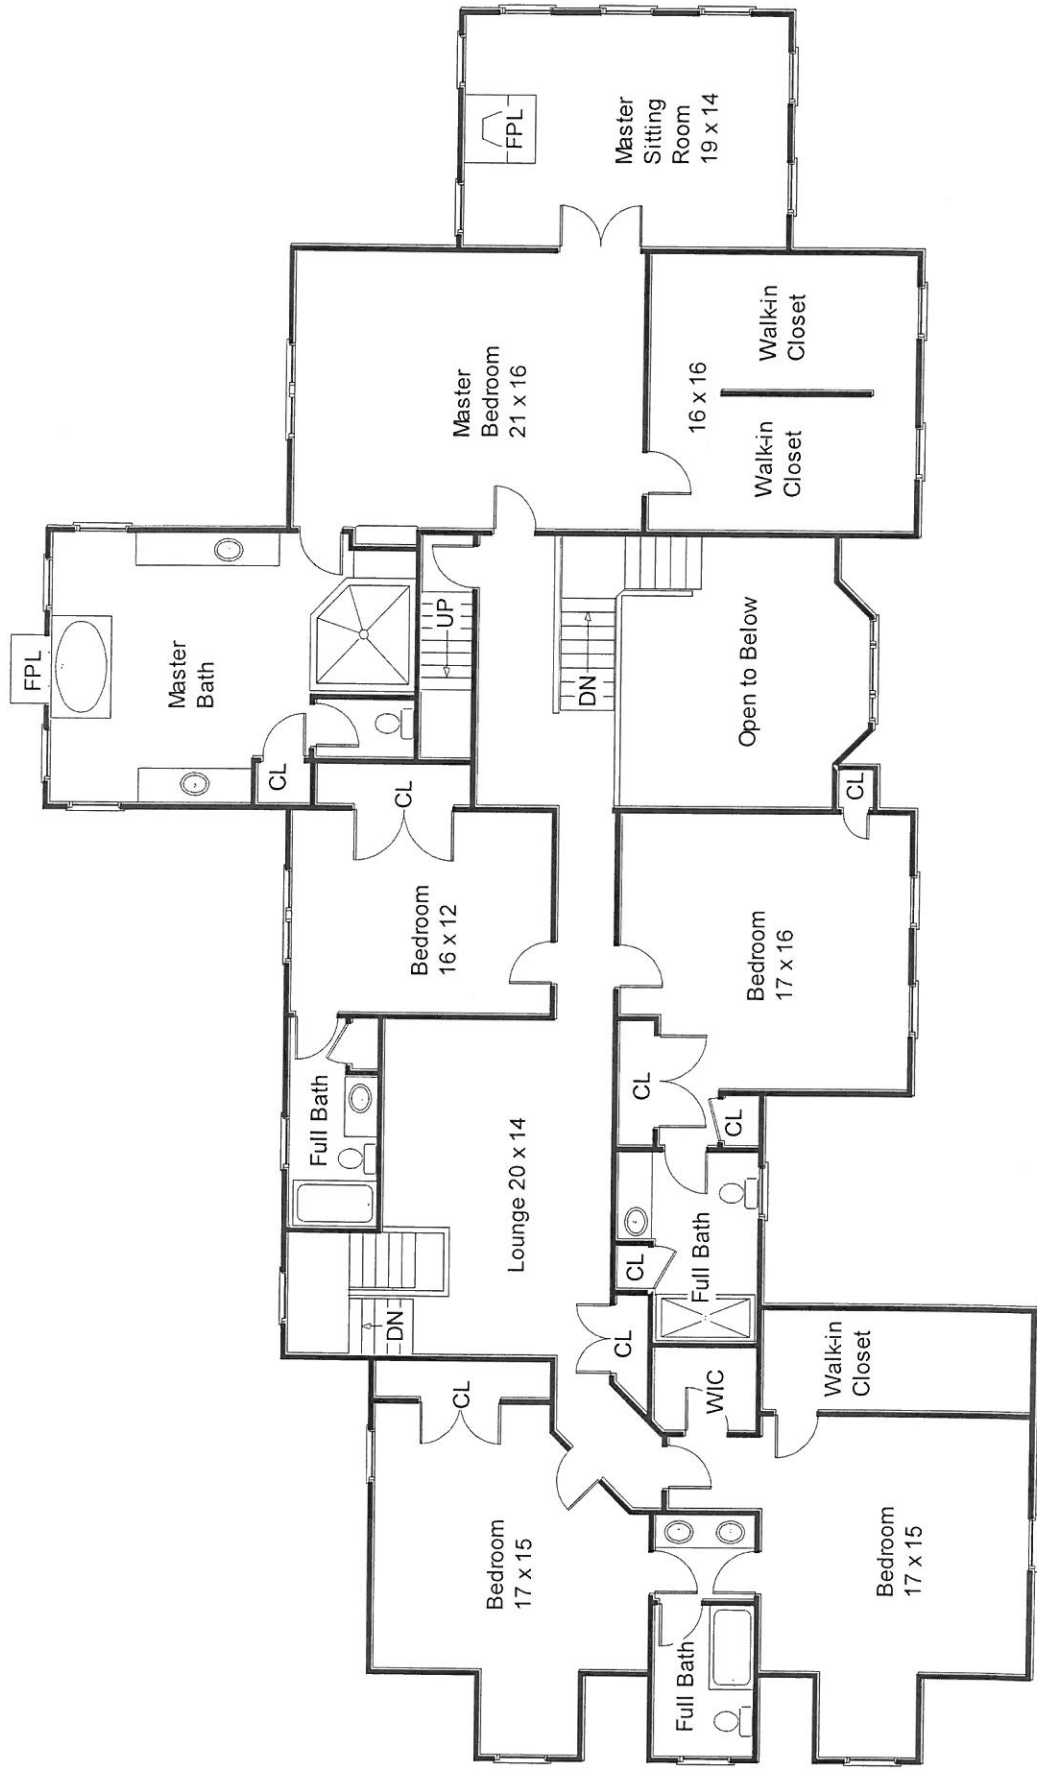 FPL
Master
Sitting
Room
19 x 14
Master
Bedroom
21 x 16
16 x 16
Walk-in
Closet
Walk-in
Closet
FPL
Master
Bath
CL
UP
CL
DN
Open to Below
CL
Bedroom
16 x 12
Bedroom
17 x 16
Full Bath
Lounge 20 x 14
CL
CL
CL
Full Bath
DN
CL
CL
WIC
Walk-in
Closet
Bedroom
17 x 15
Full Bath
Bedroom
17 x 15